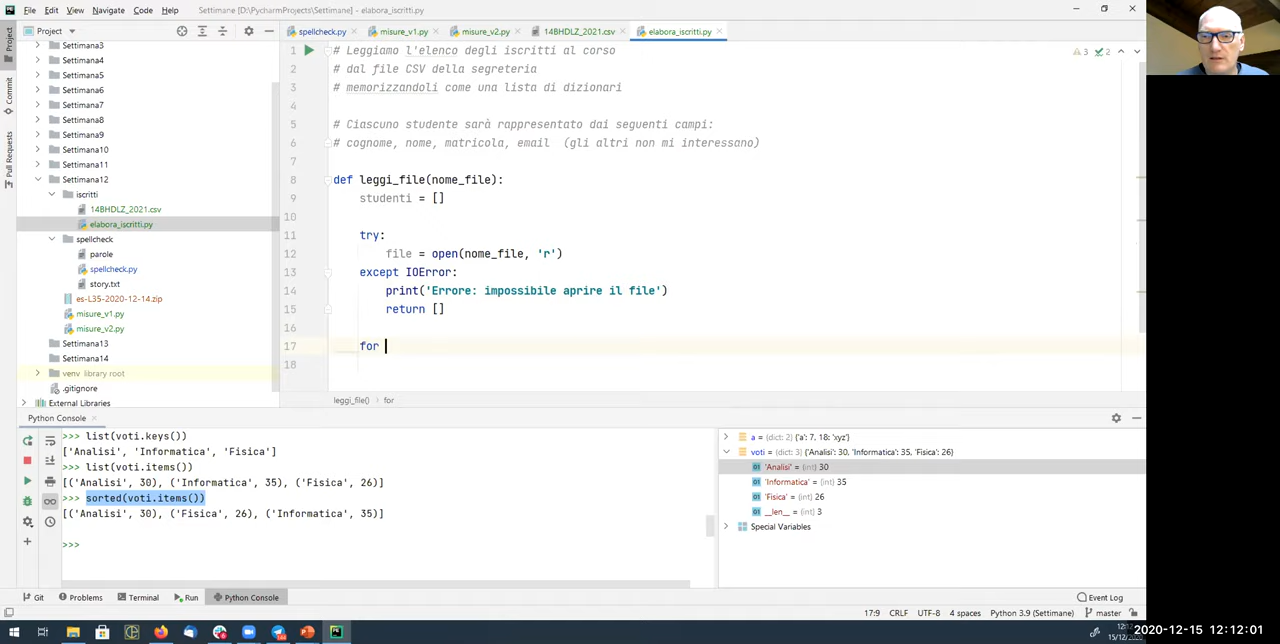 File Edit View Navigate Code Help Settimane [D:\PycharmProjects\Settimane] - elabora_iscritti.py
Project
spellcheck.py misure_v1.py misure_v2.py 14BHDLZ_2021.csv elabora_iscritti.py
Project
Commit
Pull Requests
Settimana3
Settimana4
Settimana5
Settimana6
Settimana7
Settimana8
Settimana9
Settimana10
Settimana11
Settimana12
iscritti
14BHDLZ_2021.csv
elabora_iscritti.py
spellcheck
parole
spellcheck.py
story.txt
es-L35-2020-12-14.zip
misure_v1.py
misure_v2.py
Settimana13
Settimana14
venv library root
.gitignore
External Libraries
3 2
1 # Leggiamo l'elenco degli iscritti al corso
2 # dal file CSV della segreteria
3 # memorizzandoli come una lista di dizionari
4
5 # Ciascuno studente sarà rappresentato dai seguenti campi:
6 # cognome, nome, matricola, email (gli altri non mi interessano)
7
8 def leggi_file(nome_file):
9 studenti = []
10
11 try:
12 file = open(nome_file, 'r')
13 except IOError:
14 print('Errore: impossibile aprire il file')
15 return []
16
17 for
18
leggi_file() › for
Python Console
>>> list(voti.keys())
['Analisi', 'Informatica', 'Fisica']
>>> list(voti.items())
[('Analisi', 30), ('Informatica', 35), ('Fisica', 26)]
>>> sorted(voti.items())
[('Analisi', 30), ('Fisica', 26), ('Informatica', 35)]
>>>
a = {dict: 2} {'a': 7, 18: 'xyz'}
voti = {dict: 3} {'Analisi': 30, 'Informatica': 35, 'Fisica': 26}
'Analisi' = {int} 30
'Informatica' = {int} 35
'Fisica' = {int} 26
__len__ = {int} 3
Special Variables
Git Problems Terminal Run Python Console Event Log
17:9 CRLF UTF-8 4 spaces Python 3.9 (Settimane) master
2020-12-15 12:12:01